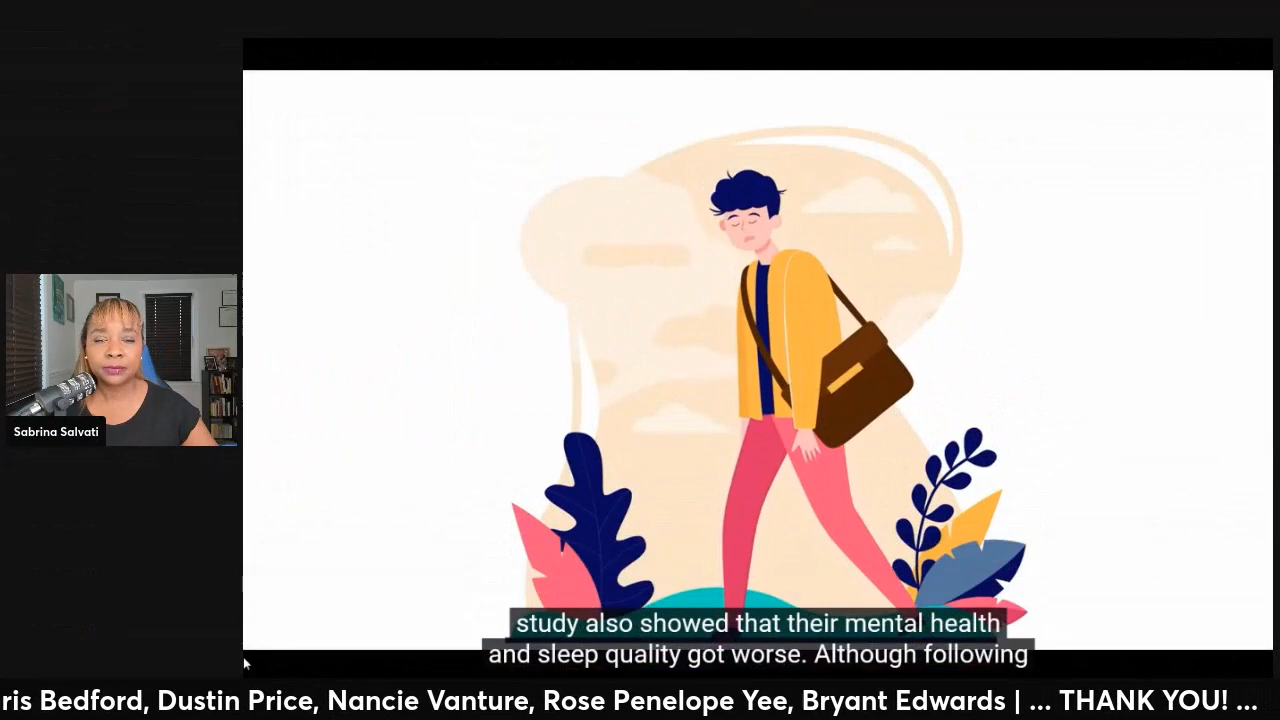 Sabrina Salvati
study also showed that their mental health
and sleep quality got worse. Although following
ris Bedford, Dustin Price, Nancie Vanture, Rose Penelope Yee, Bryant Edwards | ... THANK YOU! ...